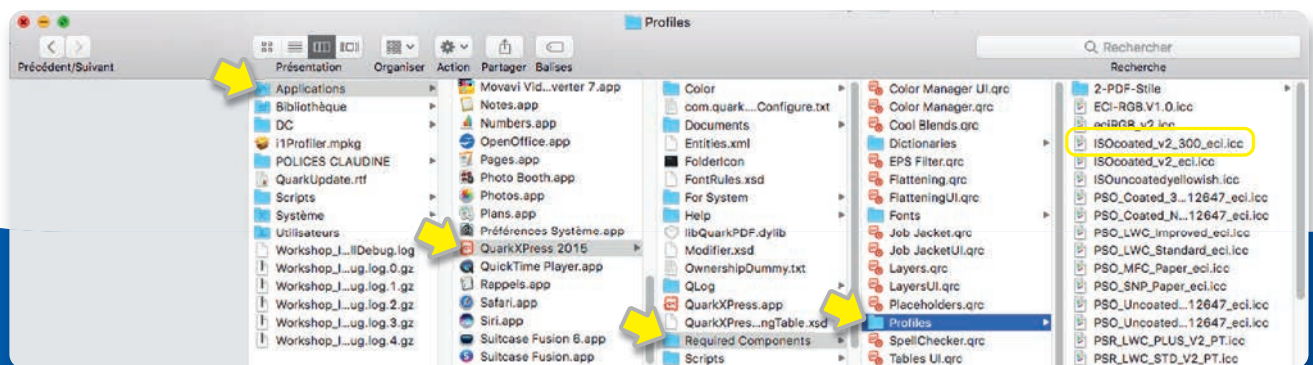 Profiles
Précédent/Suivant
Présentation
Organiser
Action
Partager
Balises
Rechercher
Recherche
Applications
Bibliothèque
DC
i1Profiler.mpkg
POLICES CLAUDINE
QuarkUpdate.rtf
Scripts
Système
Utilisateurs
Workshop_I...llDebug.log
Workshop_I...ug.log.0.gz
Workshop_I...ug.log.1.gz
Workshop_I...ug.log.2.gz
Workshop_I...ug.log.3.gz
Workshop_I...ug.log.4.gz
Movavi Vid...verter 7.app
Notes.app
Numbers.app
OpenOffice.app
Pages.app
Photo Booth.app
Photos.app
Plans.app
Préférences Système.app
QuarkXPress 2015
QuickTime Player.app
Rappels.app
Safari.app
Siri.app
Suitcase Fusion 6.app
Suitcase Fusion.app
Color
com.quark....Configure.txt
Documents
Entities.xml
FolderIcon
FontRules.xsd
For System
Help
libQuarkPDF.dylib
Modifier.xsd
OwnershipDummy.txt
QLog
QuarkXPress.app
QuarkXPres...ngTable.xsd
Required Components
Scripts
Color Manager UI.qrc
Color Manager.qrc
Cool Blends.qrc
Dictionaries
EPS Filter.qrc
Flattening.qrc
FlatteningUI.qrc
Fonts
Job Jacket.qrc
Job JacketUI.qrc
Layers.qrc
LayersUI.qrc
Placeholders.qrc
Profiles
SpellChecker.qrc
Tables UI.qrc
2-PDF-Stile
ECI-RGB.V1.0.icc
eciRGB_v2.icc
ISOcoated_v2_300_eci.icc
ISOcoated_v2_eci.icc
ISOuncoatedyellowish.icc
PSO_Coated_3...12647_eci.icc
PSO_Coated_N...12647_eci.icc
PSO_LWC_Improved_eci.icc
PSO_LWC_Standard_eci.icc
PSO_MFC_Paper_eci.icc
PSO_SNP_Paper_eci.icc
PSO_Uncoated...12647_eci.icc
PSO_Uncoated...12647_eci.icc
PSR_LWC_PLUS_V2_PT.icc
PSR_LWC_STD_V2_PT.icc